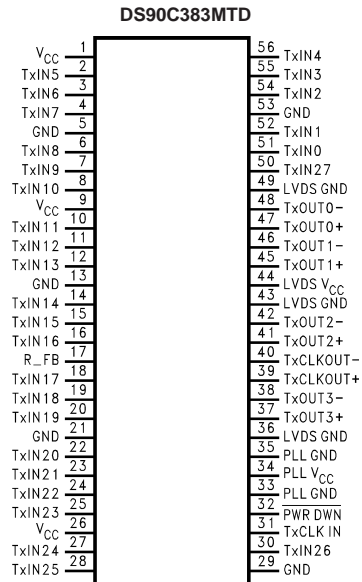 DS90C383MTD
VCC 1 56 TxIN4
TxIN5 2 55 TxIN3
TxIN6 3 54 TxIN2
TxIN7 4 53 GND
GND 5 52 TxIN1
TxIN8 6 51 TxIN0
TxIN9 7 50 TxIN27
TxIN10 8 49 LVDS GND
VCC 9 48 TxOUT0-
TxIN11 10 47 TxOUT0+
TxIN12 11 46 TxOUT1-
TxIN13 12 45 TxOUT1+
GND 13 44 LVDS VCC
TxIN14 14 43 LVDS GND
TxIN15 15 42 TxOUT2-
TxIN16 16 41 TxOUT2+
R_FB 17 40 TxCLKOUT-
TxIN17 18 39 TxCLKOUT+
TxIN18 19 38 TxOUT3-
TxIN19 20 37 TxOUT3+
GND 21 36 LVDS GND
TxIN20 22 35 PLL GND
TxIN21 23 34 PLL VCC
TxIN22 24 33 PLL GND
TxIN23 25 32 PWR DWN
VCC 26 31 TxCLK IN
TxIN24 27 30 TxIN26
TxIN25 28 29 GND